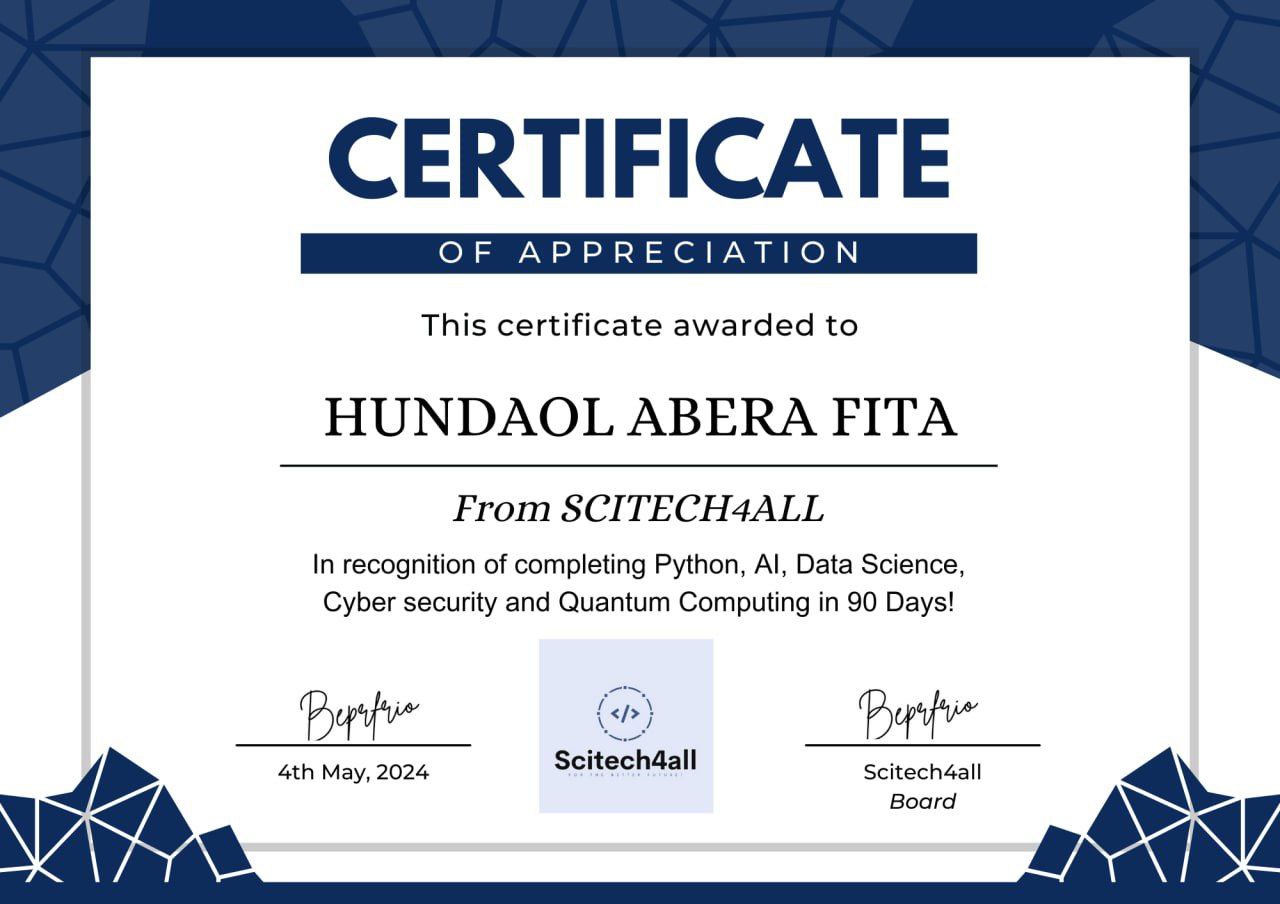 CERTIFICATE
OF APPRECIATION
This certificate awarded to
HUNDAOL ABERA FITA
From SCITECH4ALL
In recognition of completing Python, AI, Data Science,
Cyber security and Quantum Computing in 90 Days!
Scitech4all
FOR THE BETTER FUTURE!
4th May, 2024
Scitech4all
Board